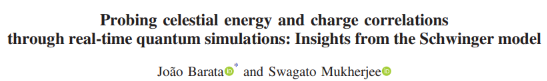 Probing celestial energy and charge correlations
through real-time quantum simulations: Insights from the Schwinger model
João Barata* and Swagato Mukherjee